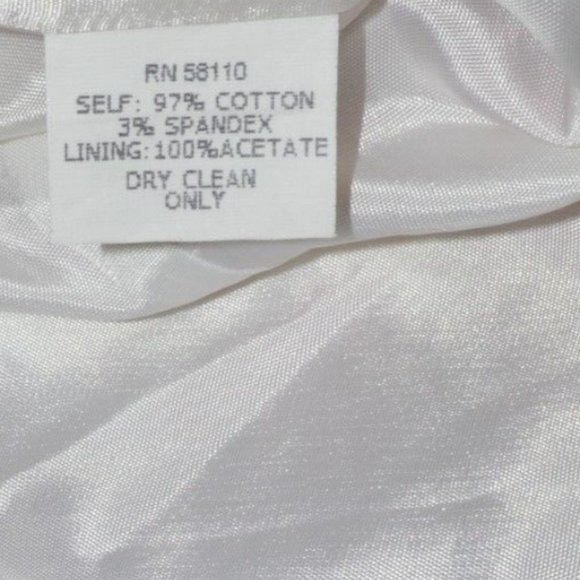 RN 58110
SELF: 97% COTTON
3% SPANDEX
LINING:100%ACETATE
DRY CLEAN
ONLY